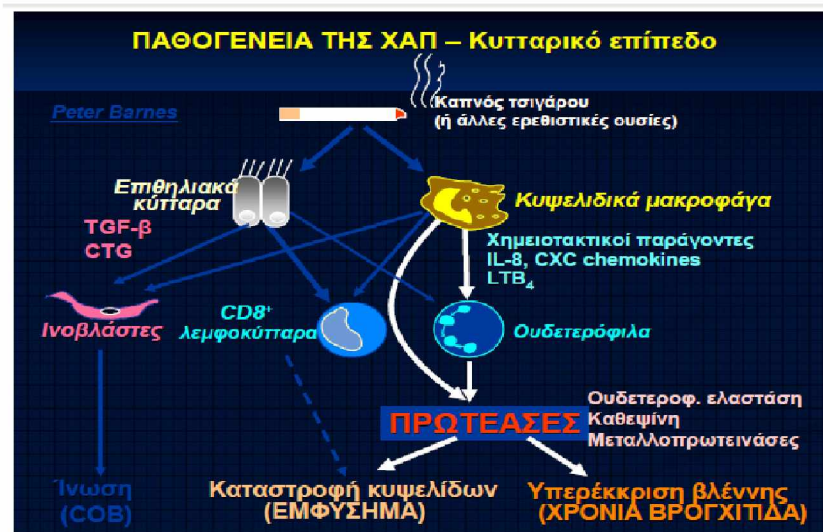 ΠΑΘΟΓΕΝΕΙΑ ΤΗΣ ΧΑΠ – Κυτταρικό επίπεδο
Peter Barnes
Καπνός τσιγάρου
(ή άλλες ερεθιστικές ουσίες)
Επιθηλιακά
κύτταρα
Κυψελιδικά μακροφάγα
TGF-β
CTG
Χημειοτακτικοί παράγοντες
IL-8, CXC chemokines
LTB4
Ινοβλάστες
CD8+
λεμφοκύτταρα
Ουδετερόφιλα
ΠΡΩΤΕΑΣΕΣ
Ουδετεροφ. ελαστάση
Καθεψίνη
Μεταλλοπρωτεινάσες
Ίνωση
(COB)
Καταστροφή κυψελίδων
(ΕΜΦΥΣΗΜΑ)
Υπερέκκριση βλέννης
(ΧΡΟΝΙΑ ΒΡΟΓΧΙΤΙΔΑ)